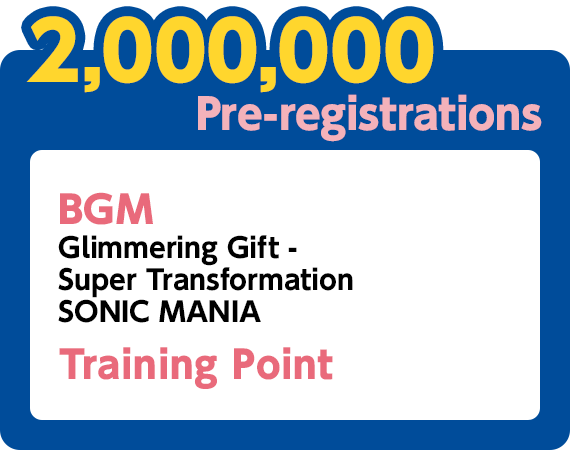 2,000,000
Pre-registrations
BGM
Glimmering Gift -
Super Transformation
SONIC MANIA
Training Point